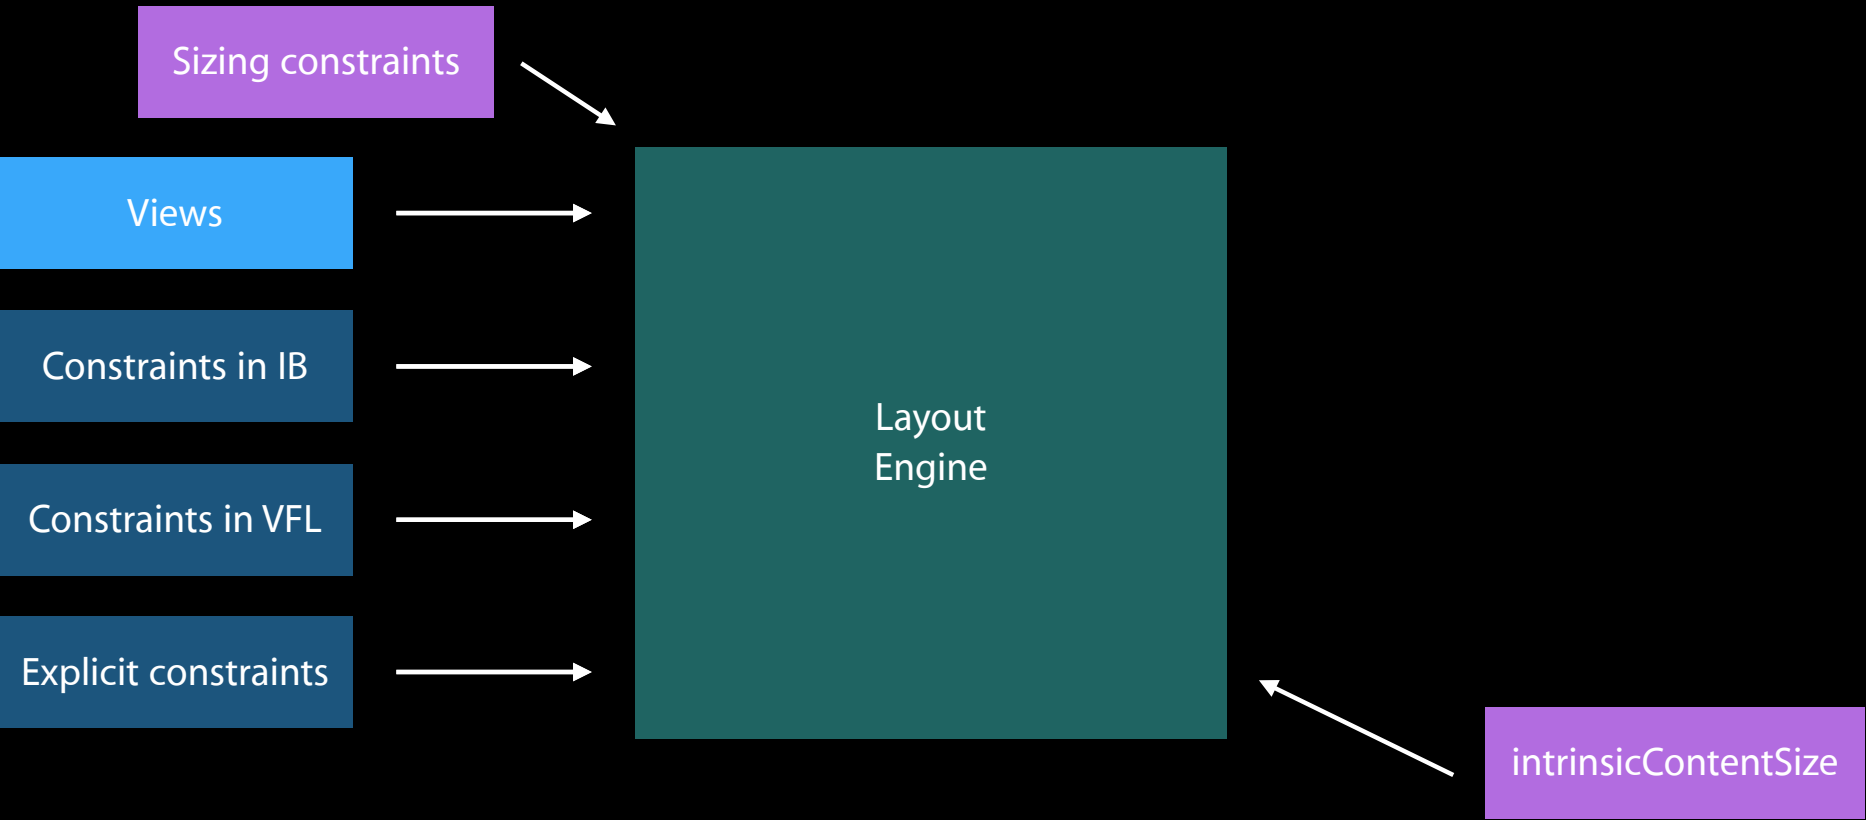 Sizing constraints
Views
Constraints in IB
Constraints in VFL
Explicit constraints
Layout
Engine
intrinsicContentSize